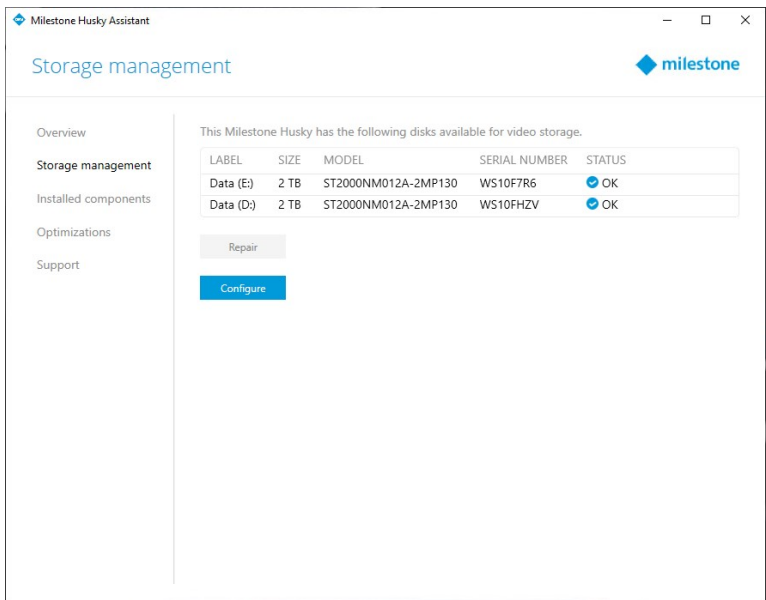 Milestone Husky Assistant
Storage management
milestone
Overview
Storage management
Installed components
Optimizations
Support
This Milestone Husky has the following disks available for video storage.
LABEL SIZE MODEL SERIAL NUMBER STATUS
Data (E:) 2 TB ST2000NM012A-2MP130 WS10F7R6 OK
Data (D:) 2 TB ST2000NM012A-2MP130 WS10FHZV OK
Repair
Configure